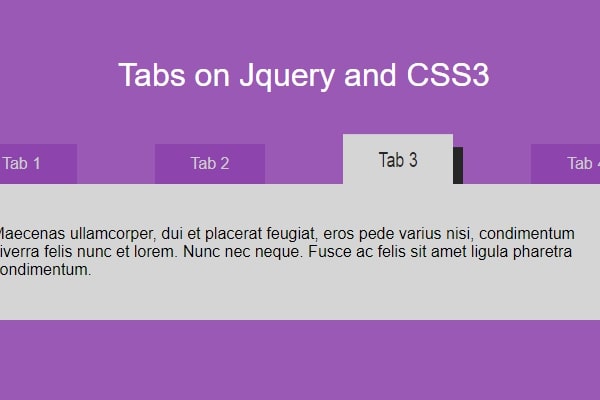 Tabs on Jquery and CSS3
Tab 1 Tab 2 Tab 3 Tab 4
Maecenas ullamcorper, dui et placerat feugiat, eros pede varius nisi, condimentum
iverra felis nunc et lorem. Nunc nec neque. Fusce ac felis sit amet ligula pharetra
ondimentum.